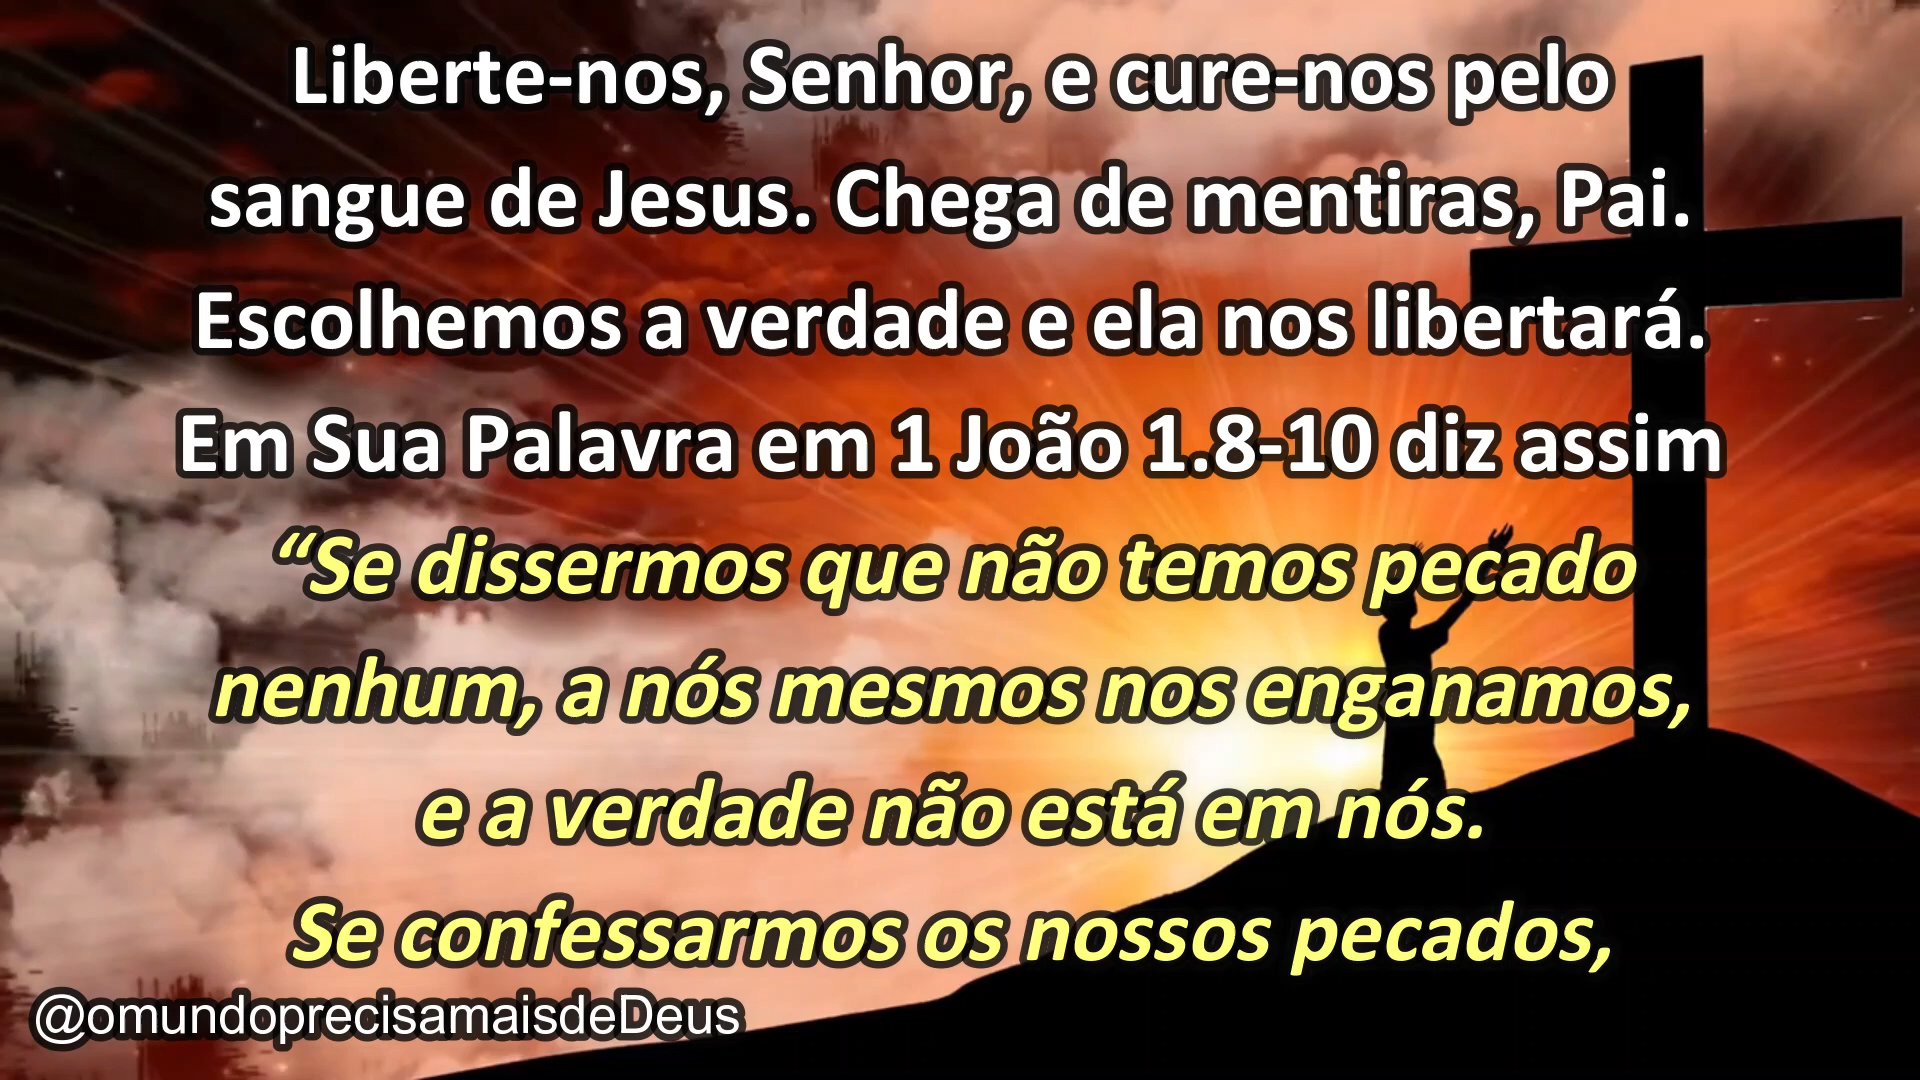 Liberte-nos, Senhor, e cure-nos pelo
sangue de Jesus. Chega de mentiras, Pai.
Escolhemos a verdade e ela nos libertará.
Em Sua Palavra em 1 João 1.8-10 diz assim
“Se dissermos que não temos pecado
nenhum, a nós mesmos nos enganamos,
e a verdade não está em nós.
Se confessarmos os nossos pecados,
@omundoprecisamaisdeDeus